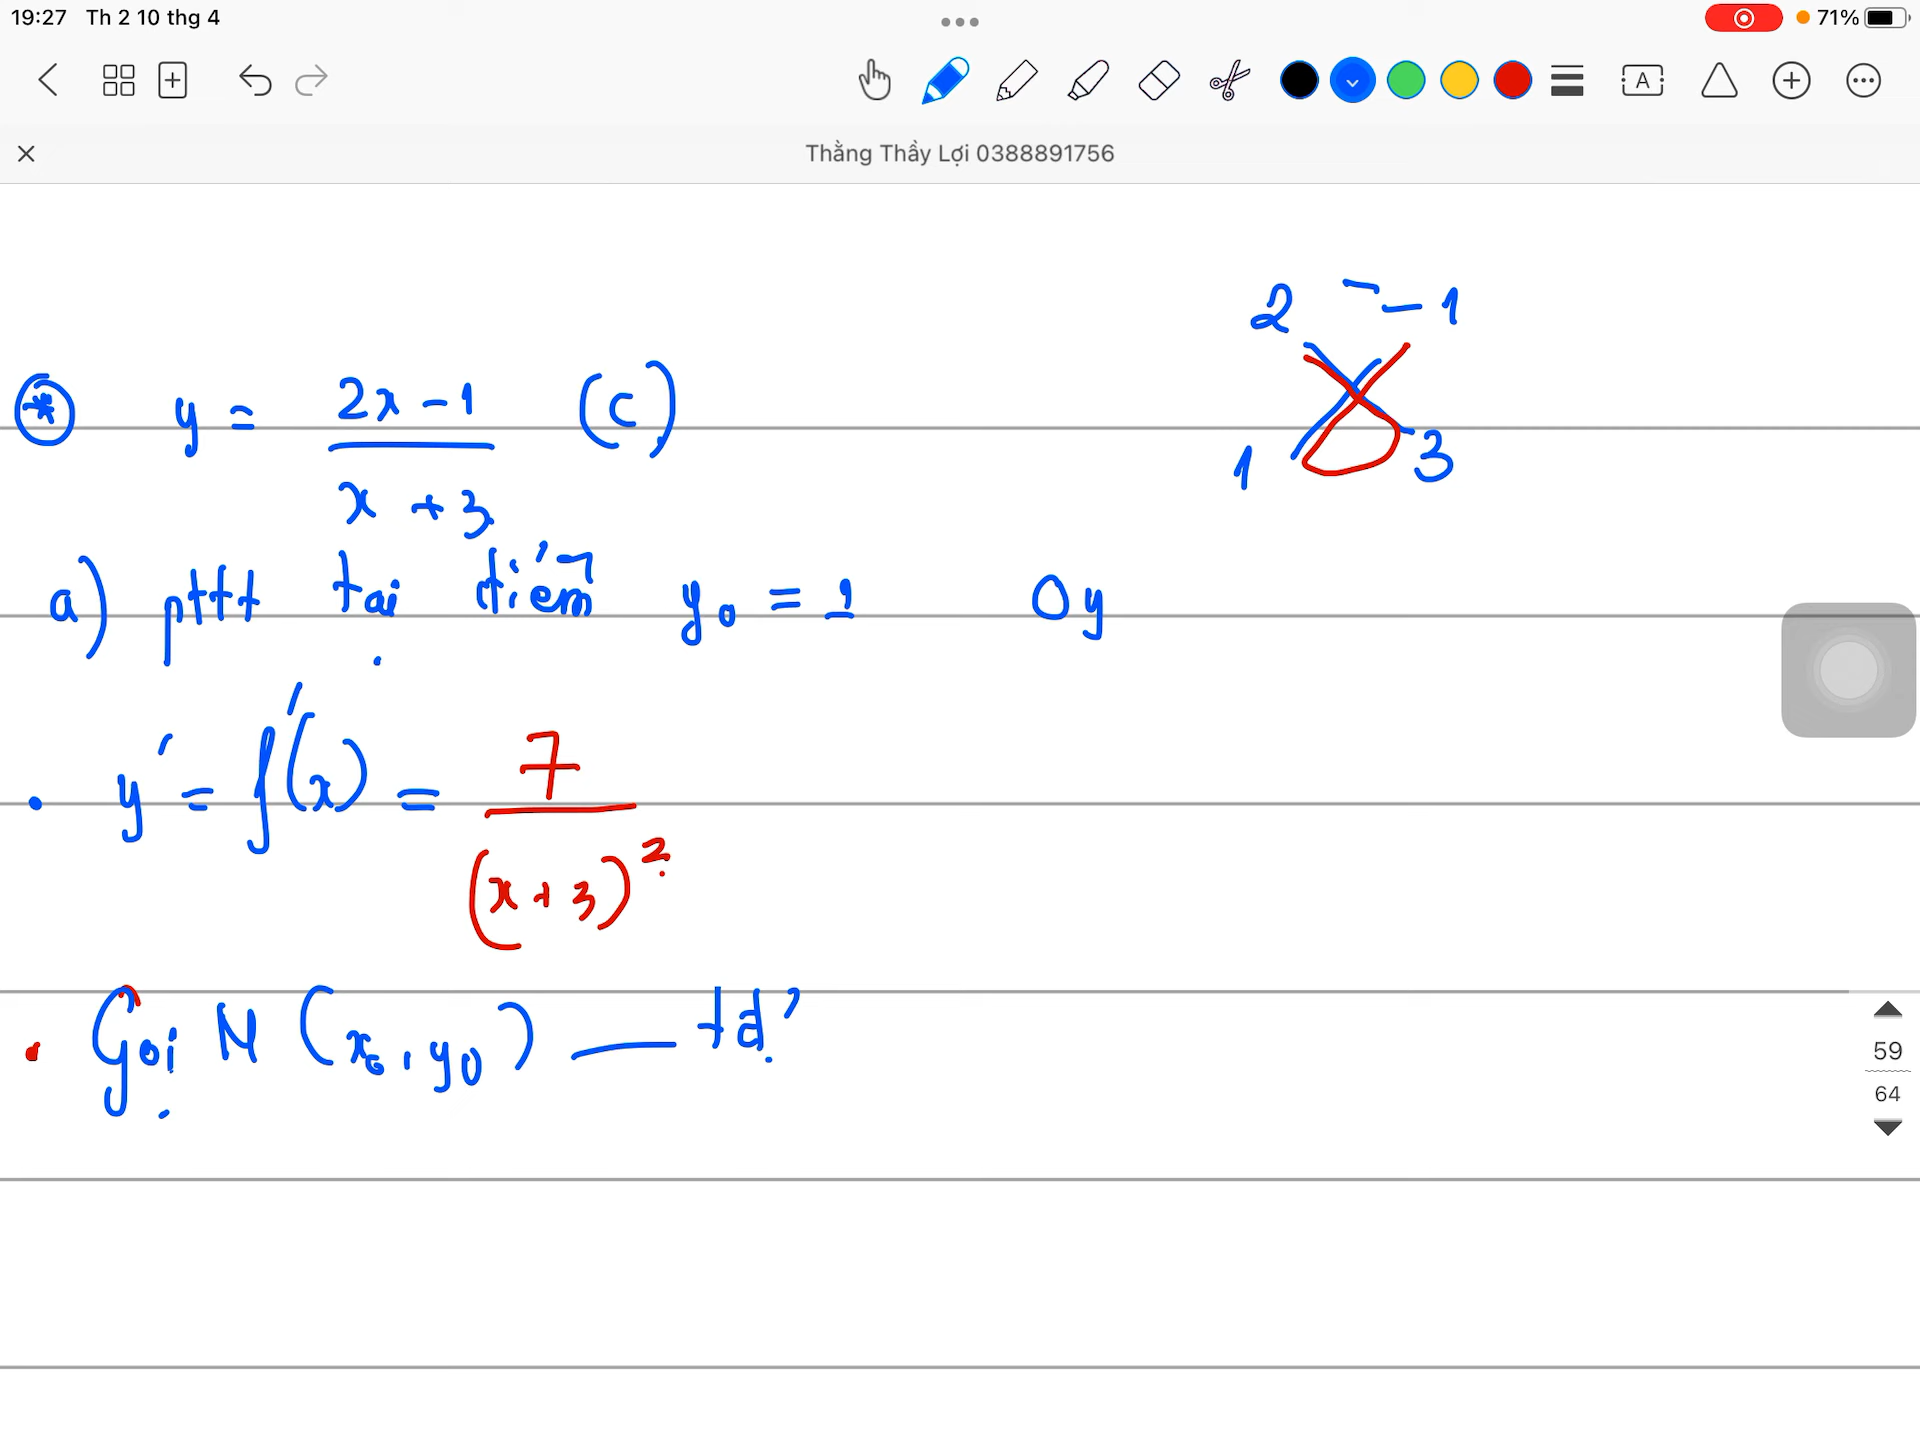 19:27 Th 2 10 thg 4
71%
A
Thằng Thầy Lợi 0388891756
2 - 1
1 3
* y = (2x - 1)/(x + 3) (C)
a) pttt tại điểm y₀ = 1 Oy
• y' = f'(x) = 7/(x + 3)²
• Gọi N (x₀, y₀) — tđ?
59
64